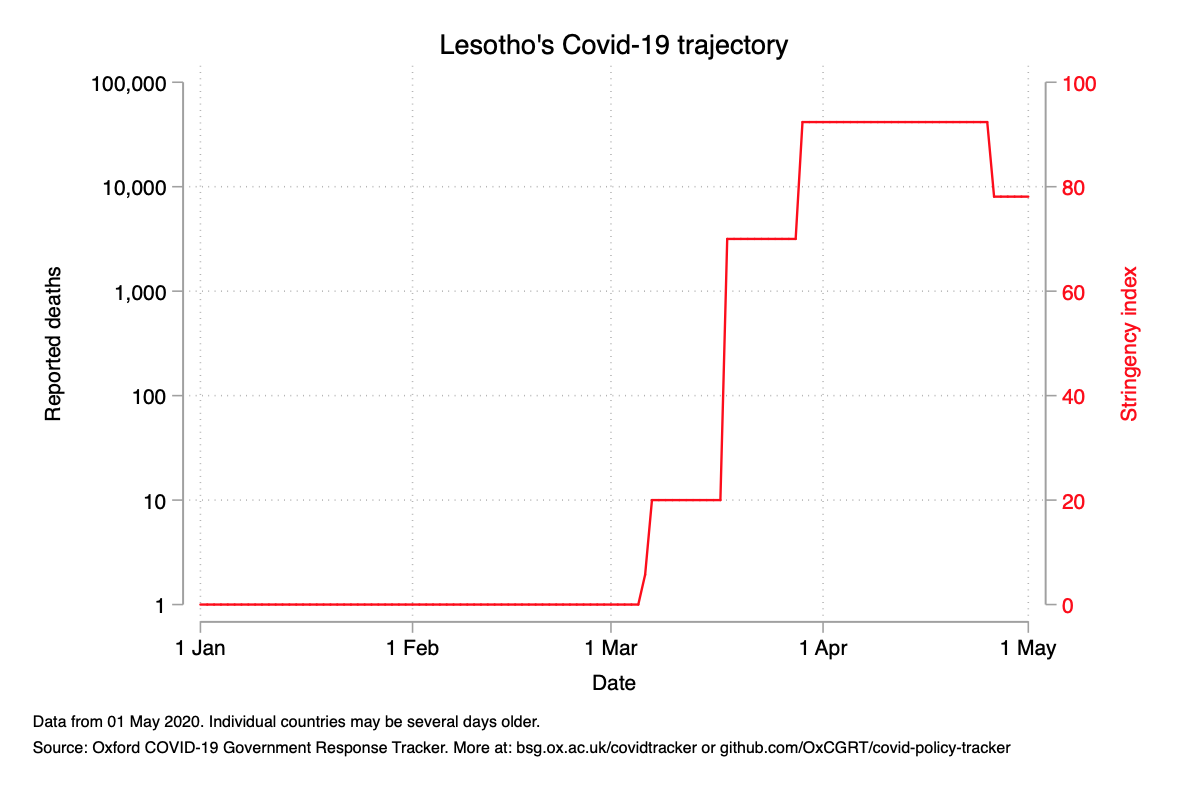 Lesotho's Covid-19 trajectory
100,000
10,000
1,000
100
10
1
Reported deaths
100
80
60
40
20
0
Stringency index
1 Jan 1 Feb 1 Mar 1 Apr 1 May
Date
Data from 01 May 2020. Individual countries may be several days older.
Source: Oxford COVID-19 Government Response Tracker. More at: bsg.ox.ac.uk/covidtracker or github.com/OxCGRT/covid-policy-tracker